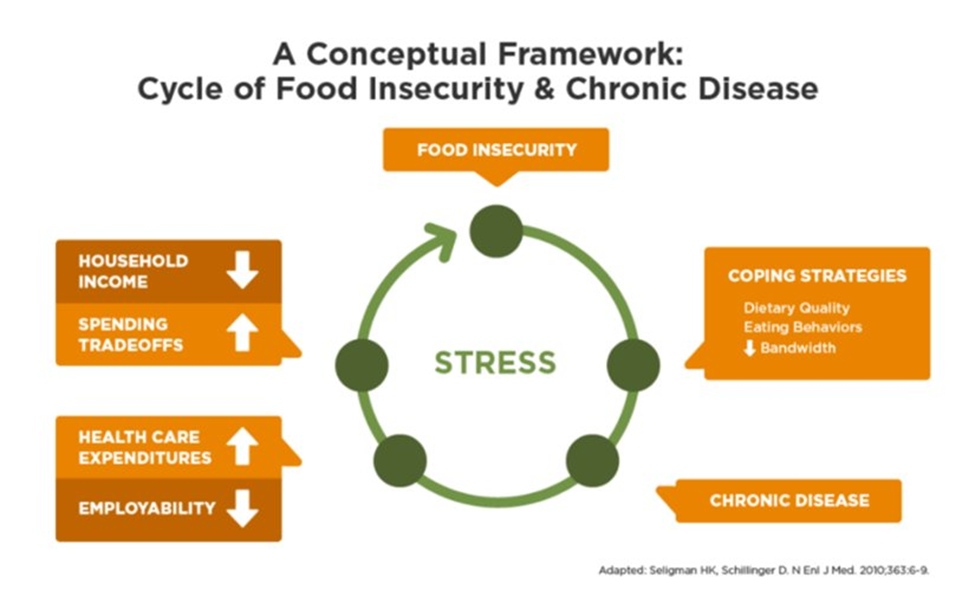 A Conceptual Framework:
Cycle of Food Insecurity & Chronic Disease
FOOD INSECURITY
HOUSEHOLD
INCOME
SPENDING
TRADEOFFS
COPING STRATEGIES
Dietary Quality
Eating Behaviors
Bandwidth
STRESS
HEALTH CARE
EXPENDITURES
EMPLOYABILITY
CHRONIC DISEASE
Adapted: Seligman HK, Schillinger D. N Enl J Med. 2010;363:6-9.